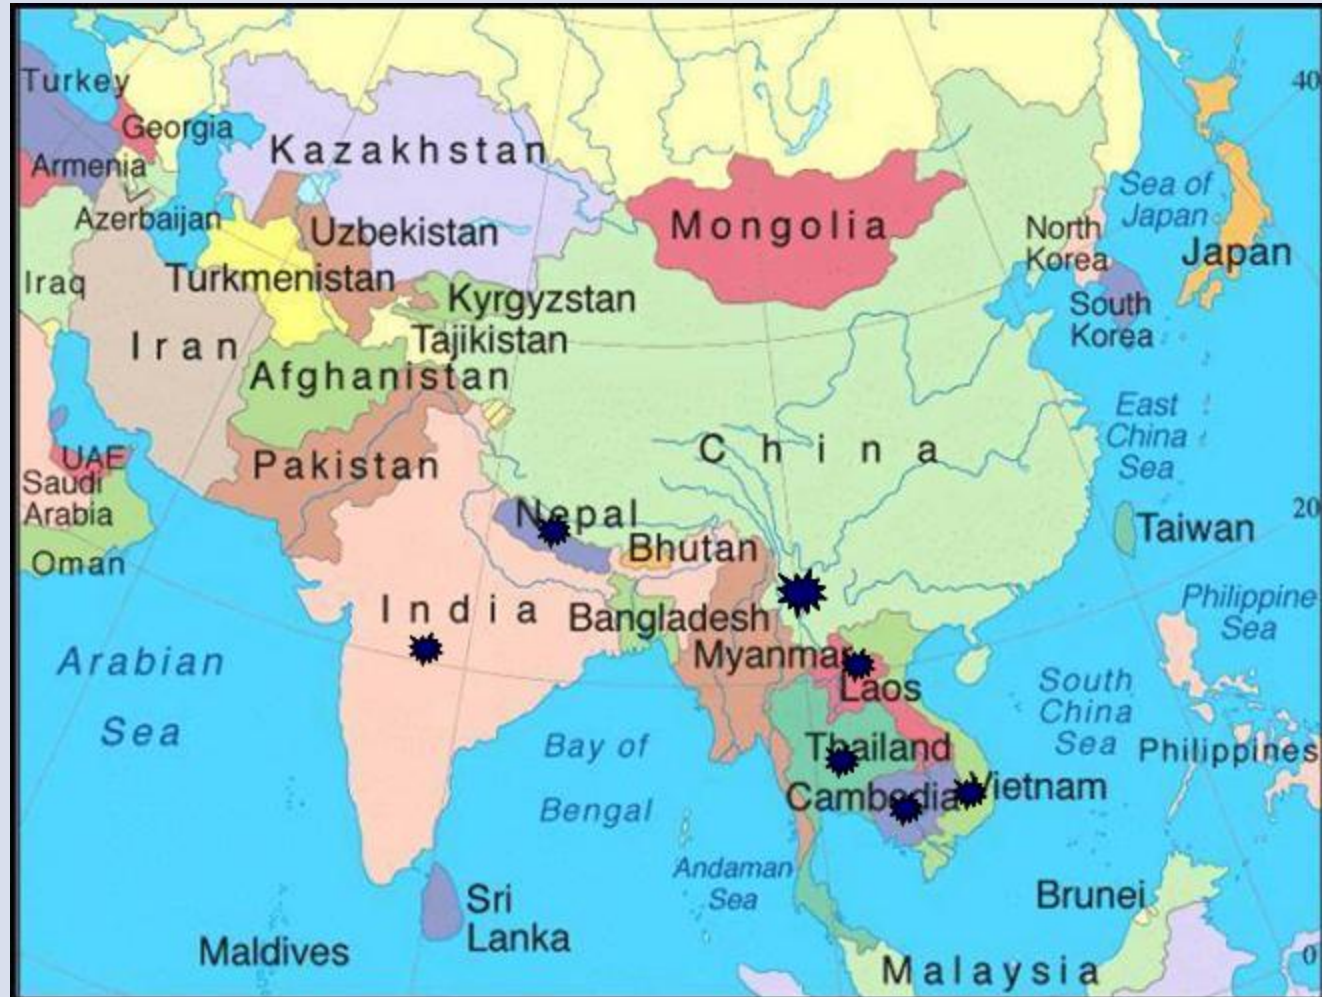 Turkey
40
Georgia
Kazakhstan
Armenia
Sea of
Japan
Azerbaijan
Uzbekistan
Mongolia
North
Korea
Japan
Iraq
Turkmenistan
Kyrgyzstan
South
Korea
Iran
Tajikistan
Afghanistan
East
China
Sea
China
UAE
Pakistan
Saudi
Arabia
Nepal
20
Taiwan
Oman
Bhutan
India
Bangladesh
Philippine
Sea
Arabian
Sea
Myanmar
Laos
South
China
Sea
Bay of
Bengal
Thailand
Philippines
Cambodia
Vietnam
Andaman
Sea
Sri
Lanka
Brunei
Maldives
Malaysia
0